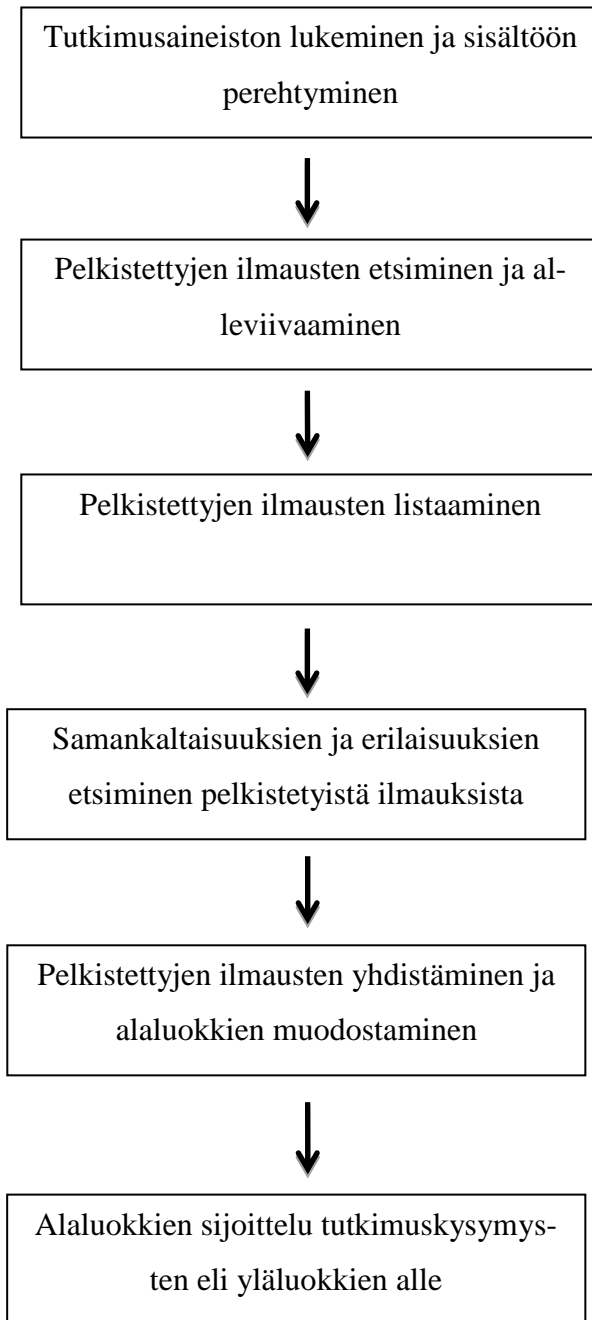 Tutkimusaineiston lukeminen ja sisältöön
perehtyminen
Pelkistettyjen ilmausten etsiminen ja al-
leviivaaminen
Pelkistettyjen ilmausten listaaminen
Samankaltaisuuksien ja erilaisuuksien
etsiminen pelkistetyistä ilmauksista
Pelkistettyjen ilmausten yhdistäminen ja
alaluokkien muodostaminen
Alaluokkien sijoittelu tutkimuskysymys-
ten eli yläluokkien alle